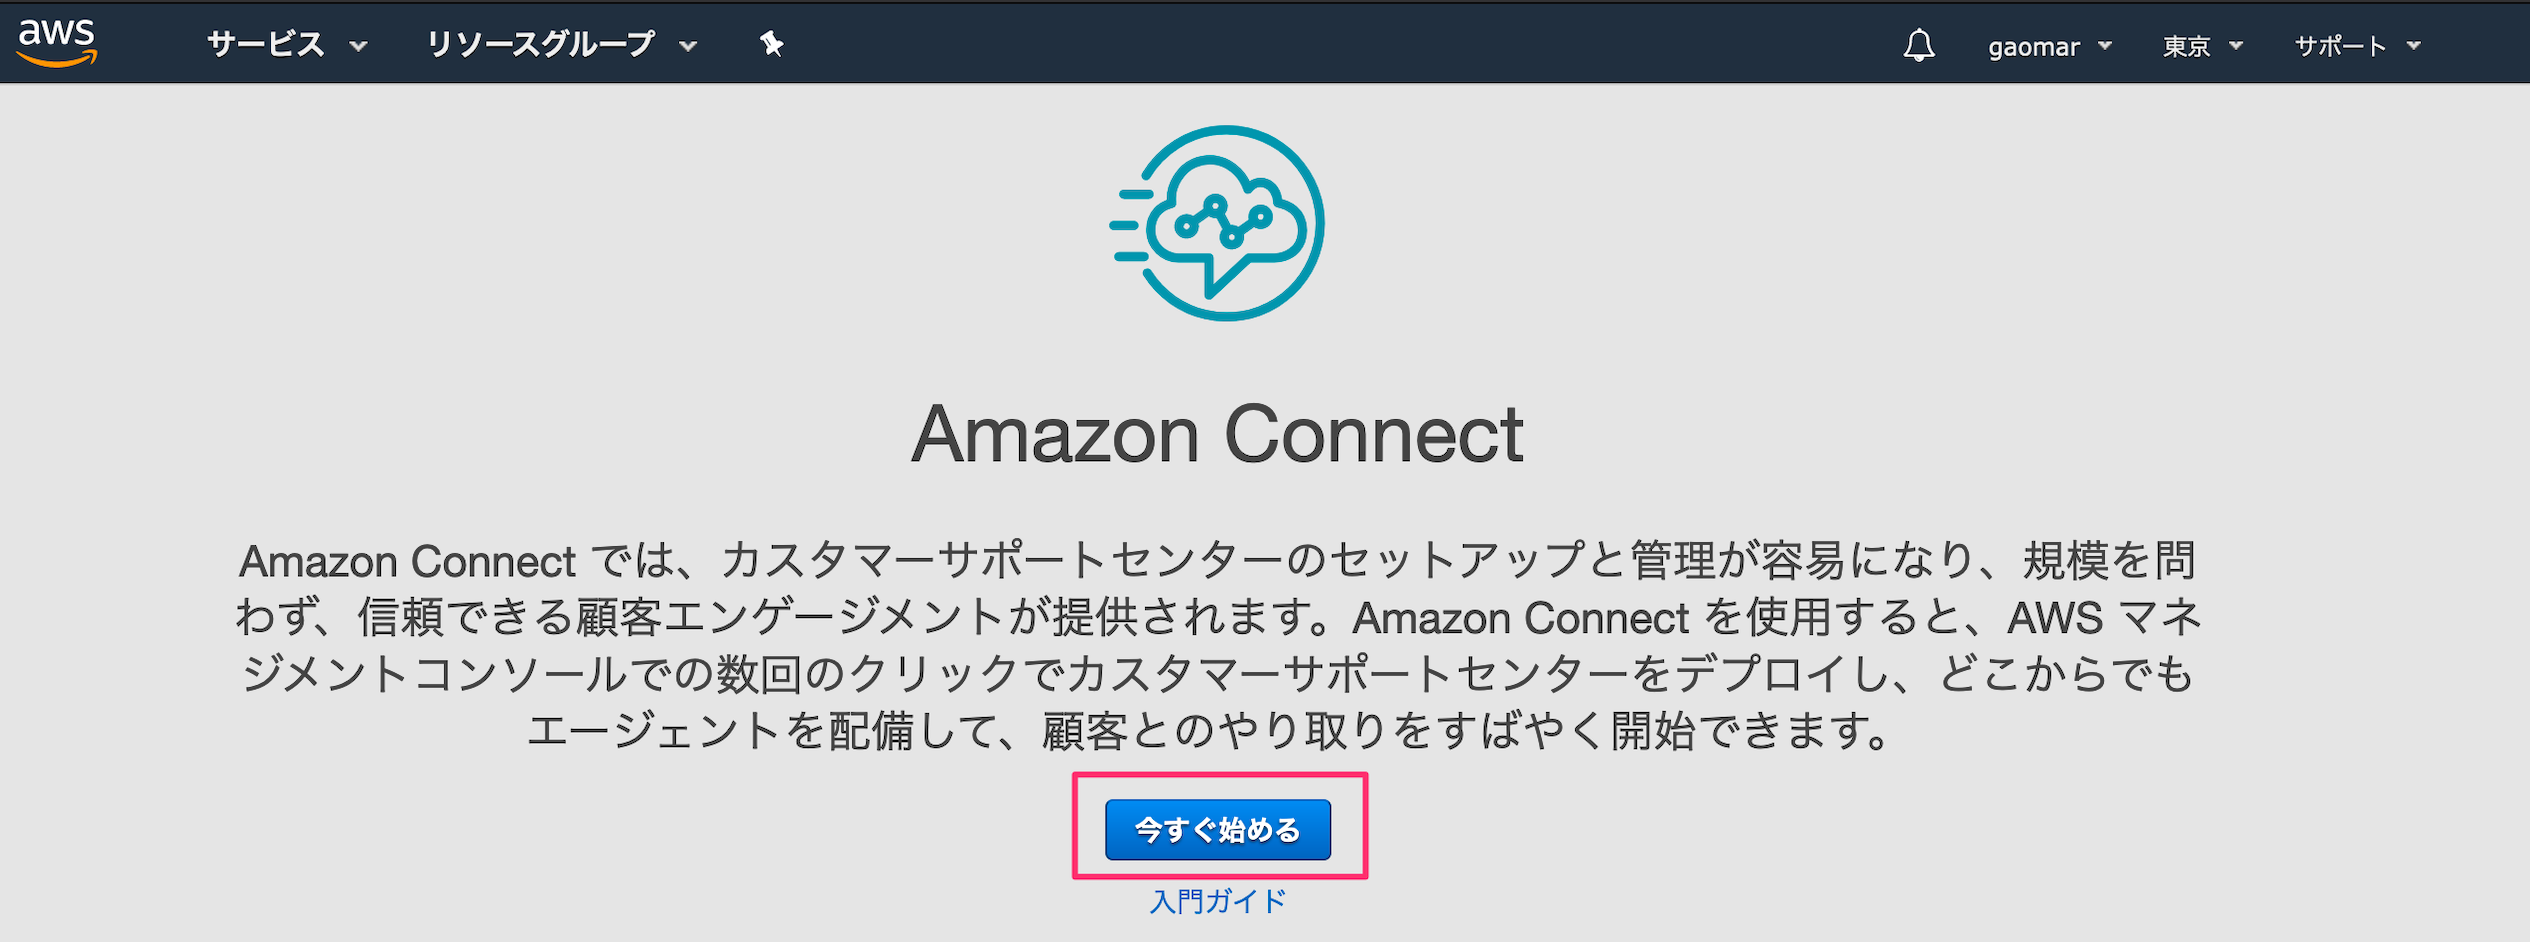 aws サービス リソースグループ gaomar 東京 サポート
Amazon Connect
Amazon Connect では、カスタマーサポートセンターのセットアップと管理が容易になり、規模を問
わず、信頼できる顧客エンゲージメントが提供されます。Amazon Connect を使用すると、AWS マネ
ジメントコンソールでの数回のクリックでカスタマーサポートセンターをデプロイし、どこからでも
エージェントを配備して、顧客とのやり取りをすばやく開始できます。
今すぐ始める
入門ガイド